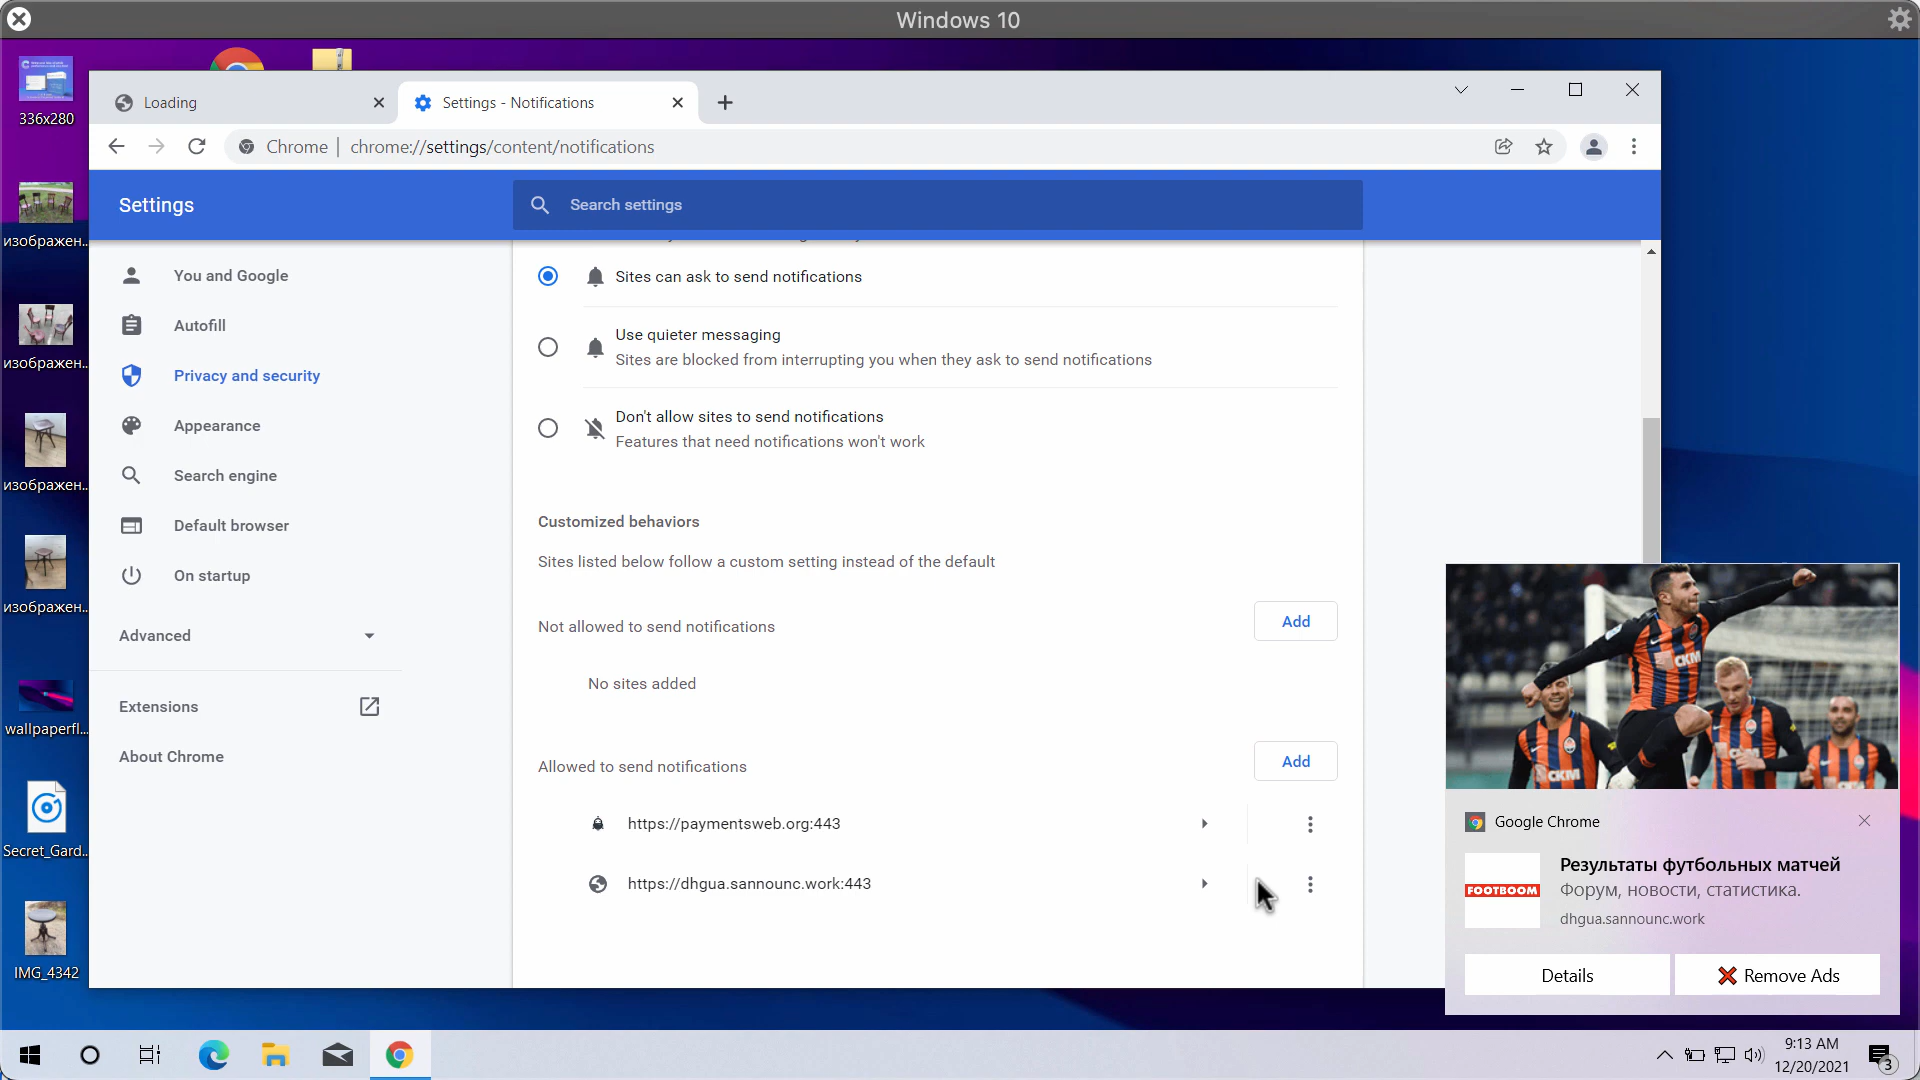 Windows 10
336x280
изображен...
изображен...
изображен...
изображен...
wallpaperfl...
Secret_Gard...
IMG_4342
Loading
Settings - Notifications
Chrome | chrome://settings/content/notifications
Settings
Search settings
You and Google
Autofill
Privacy and security
Appearance
Search engine
Default browser
On startup
Advanced
Extensions
About Chrome
Sites can ask to send notifications
Use quieter messaging
Sites are blocked from interrupting you when they ask to send notifications
Don't allow sites to send notifications
Features that need notifications won't work
Customized behaviors
Sites listed below follow a custom setting instead of the default
Not allowed to send notifications
Add
No sites added
Allowed to send notifications
Add
https://paymentsweb.org:443
https://dhgua.sannounc.work:443
СКМ
СКМ
СКМ
СКМ
Google Chrome
FOOTBOOM
Результаты футбольных матчей
Форум, новости, статистика.
dhgua.sannounc.work
Details
Remove Ads
9:13 AM
12/20/2021
3